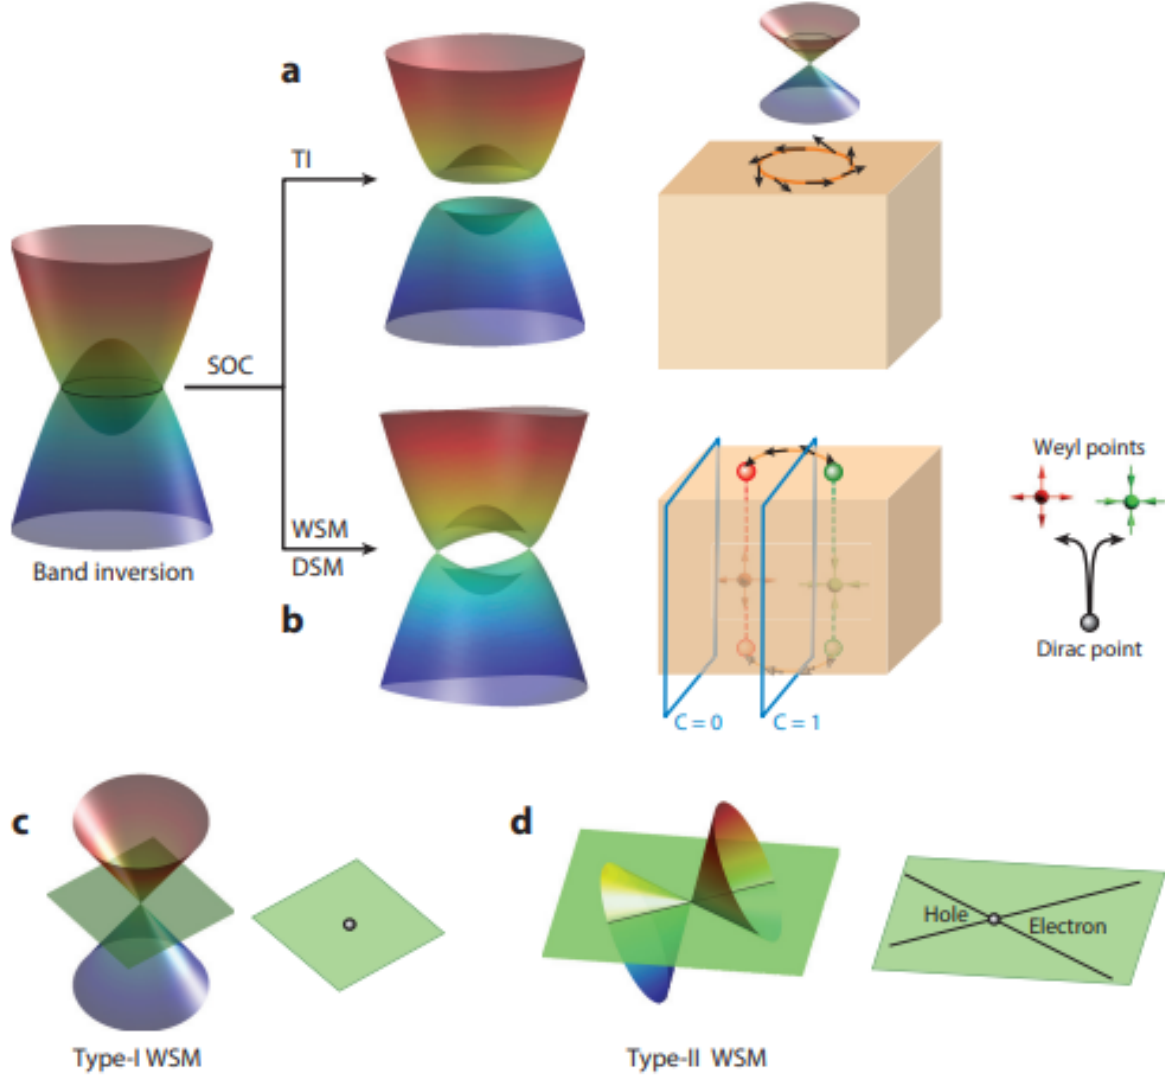 a
TI
SOC
Band inversion
WSM
DSM
b
Weyl points
Dirac point
C = 0
C = 1
c
Type-I WSM
d
Hole
Electron
Type-II WSM